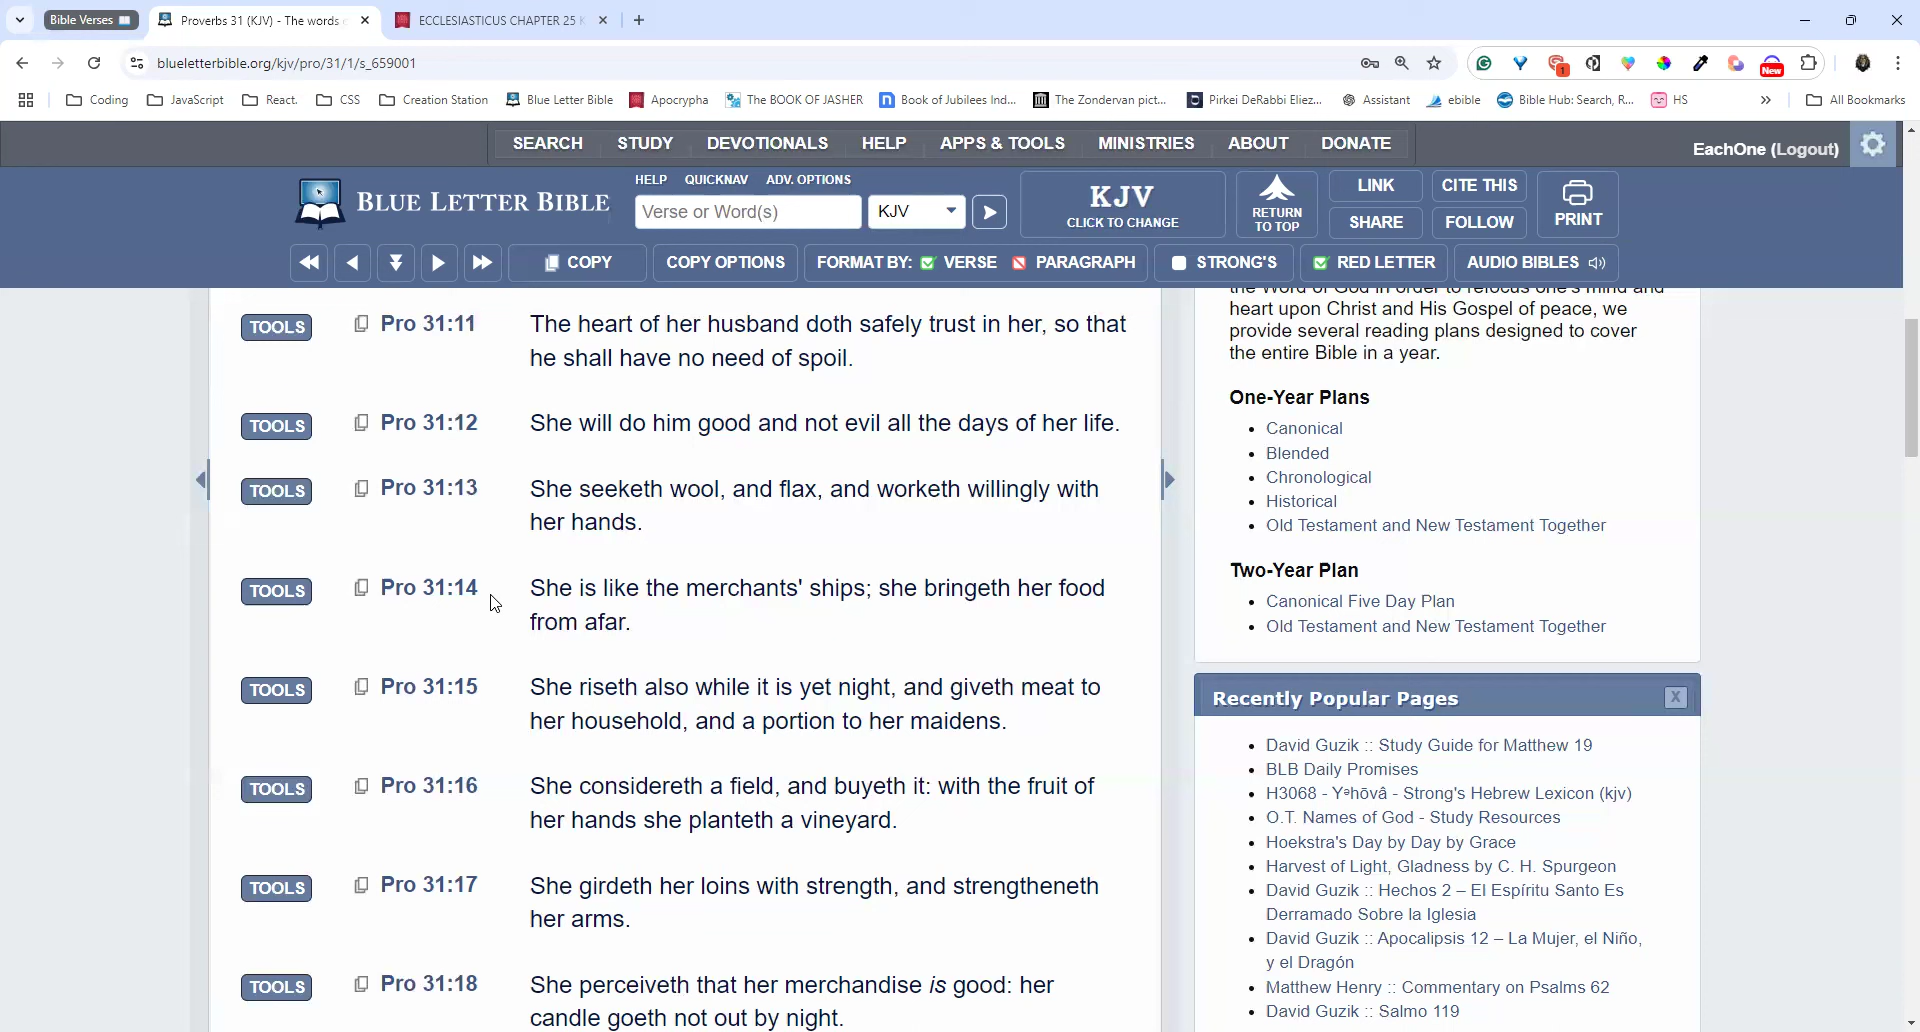 Bible Verses
Proverbs 31 (KJV) - The words
ECCLESIASTICUS CHAPTER 25
blueletterbible.org/kjv/pro/31/1/s_659001
1
New
Coding
JavaScript
React.
CSS
Creation Station
Blue Letter Bible
Apocrypha
The BOOK OF JASHER
Book of Jubilees Ind...
The Zondervan pict...
Pirkei DeRabbi Eliez...
Assistant
ebible
Bible Hub: Search, R...
HS
All Bookmarks
SEARCH STUDY DEVOTIONALS HELP APPS & TOOLS MINISTRIES ABOUT DONATE
EachOne (Logout)
BLUE LETTER BIBLE
HELP QUICKNAV ADV. OPTIONS
Verse or Word(s)
KJV
KJV
CLICK TO CHANGE
RETURN
TO TOP
LINK
CITE THIS
SHARE
FOLLOW
PRINT
COPY
COPY OPTIONS
FORMAT BY: VERSE PARAGRAPH
STRONG'S
RED LETTER
AUDIO BIBLES
TOOLS Pro 31:11 The heart of her husband doth safely trust in her, so that
he shall have no need of spoil.
TOOLS Pro 31:12 She will do him good and not evil all the days of her life.
TOOLS Pro 31:13 She seeketh wool, and flax, and worketh willingly with
her hands.
TOOLS Pro 31:14 She is like the merchants' ships; she bringeth her food
from afar.
TOOLS Pro 31:15 She riseth also while it is yet night, and giveth meat to
her household, and a portion to her maidens.
TOOLS Pro 31:16 She considereth a field, and buyeth it: with the fruit of
her hands she planteth a vineyard.
TOOLS Pro 31:17 She girdeth her loins with strength, and strengtheneth
her arms.
TOOLS Pro 31:18 She perceiveth that her merchandise is good: her
candle goeth not out by night.
the Word of God in order to refocus one's mind and
heart upon Christ and His Gospel of peace, we
provide several reading plans designed to cover
the entire Bible in a year.
One-Year Plans
Canonical
Blended
Chronological
Historical
Old Testament and New Testament Together
Two-Year Plan
Canonical Five Day Plan
Old Testament and New Testament Together
Recently Popular Pages
X
David Guzik :: Study Guide for Matthew 19
BLB Daily Promises
H3068 - Yᵊhōvâ - Strong's Hebrew Lexicon (kjv)
O.T. Names of God - Study Resources
Hoekstra's Day by Day by Grace
Harvest of Light, Gladness by C. H. Spurgeon
David Guzik :: Hechos 2 – El Espíritu Santo Es
Derramado Sobre la Iglesia
David Guzik :: Apocalipsis 12 – La Mujer, el Niño,
y el Dragón
Matthew Henry :: Commentary on Psalms 62
David Guzik :: Salmo 119